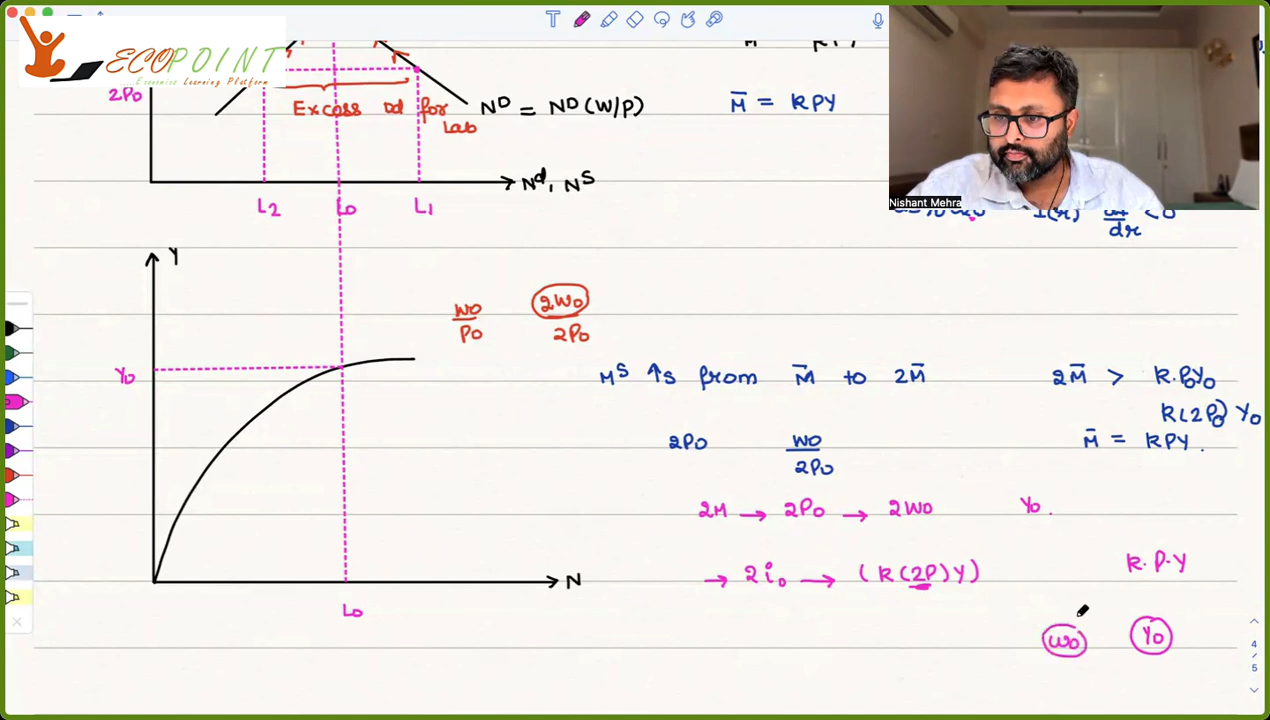 ECOPOINT
Economics Learning Platform
2P0
Excess dd for Lab
N^D = N^D (W/P)
M̄ = kPY
N^d, N^S
L2 L0 L1
dr < 0
Nishant Mehra
Y
W0/P0 2W0/2P0
Y0
M^S ↑s from M̄ to 2M̄
2M̄ > k.P0Y0
k(2P0) Y0
2P0 W0/2P0
M̄ = kPY.
2M → 2P0 → 2W0 Y0.
→ 2i0 → (k(2P)Y)
k.P.Y
N
L0
W0 Y0
4/5